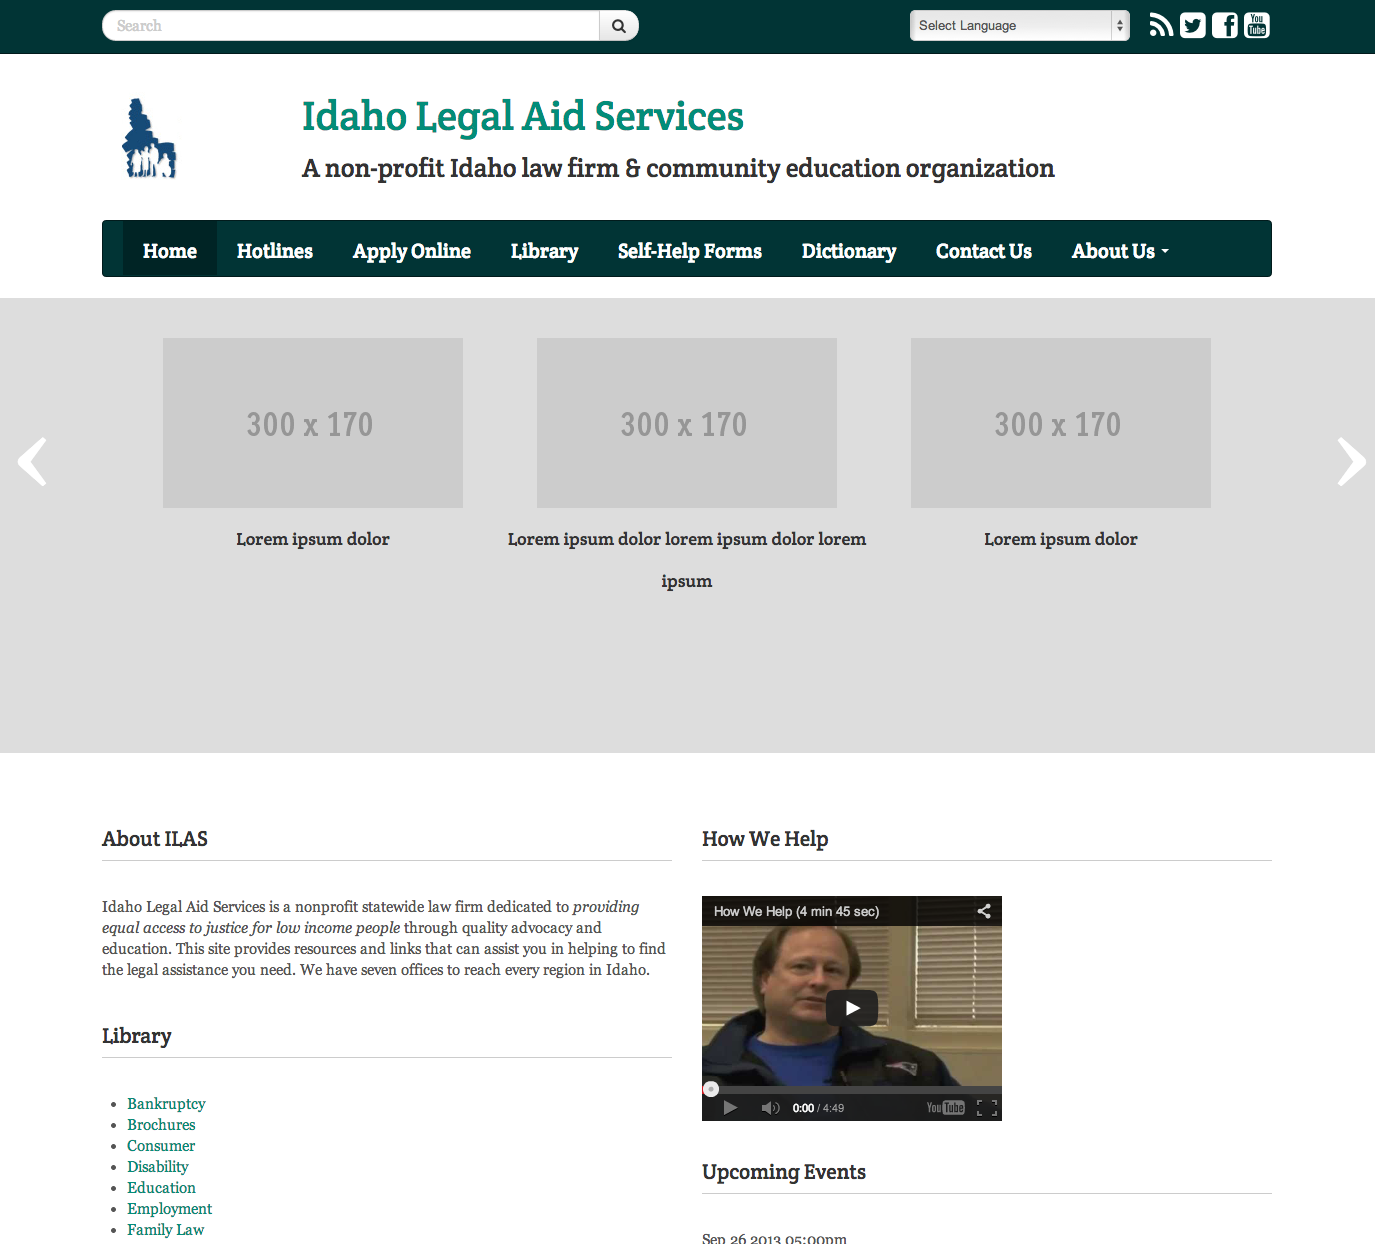 Search
Select Language
You
Tube
Idaho Legal Aid Services
A non-profit Idaho law firm & community education organization
Home Hotlines Apply Online Library Self-Help Forms Dictionary Contact Us About Us
300 x 170
300 x 170
300 x 170
Lorem ipsum dolor
Lorem ipsum dolor lorem ipsum dolor lorem
ipsum
Lorem ipsum dolor
About ILAS
Idaho Legal Aid Services is a nonprofit statewide law firm dedicated to providing
equal access to justice for low income people through quality advocacy and
education. This site provides resources and links that can assist you in helping to find
the legal assistance you need. We have seven offices to reach every region in Idaho.
Library
Bankruptcy
Brochures
Consumer
Disability
Education
Employment
Family Law
How We Help
How We Help (4 min 45 sec)
0:00 / 4:49
YouTube
Upcoming Events
Sep 26 2013 05:00pm